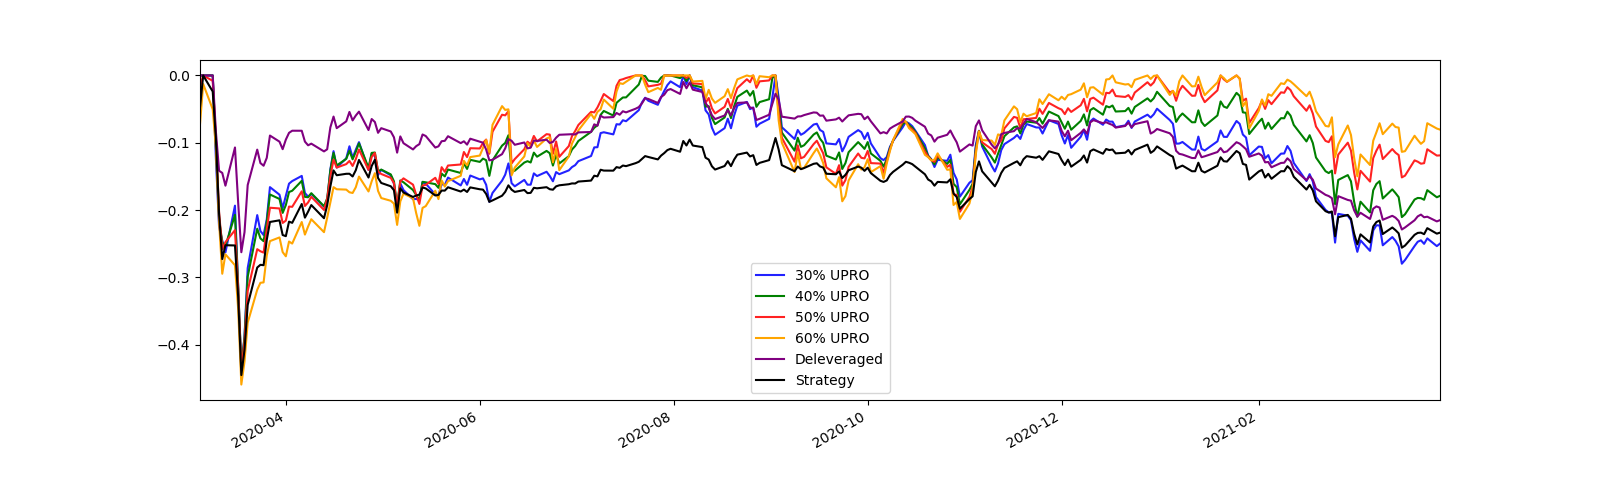 0.0
−0.1
−0.2
−0.3
−0.4
30% UPRO
40% UPRO
50% UPRO
60% UPRO
Deleveraged
Strategy
2020-04
2020-06
2020-08
2020-10
2020-12
2021-02